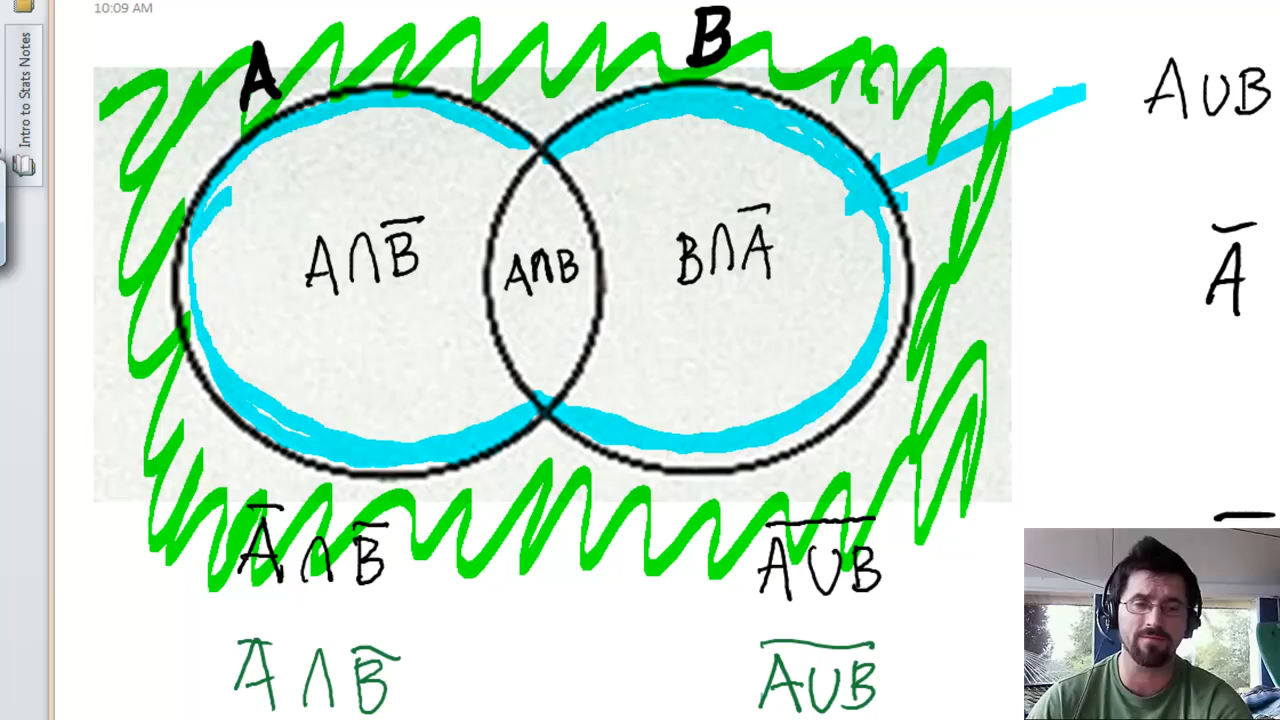 10:09 AM
Intro to Stats Notes
A B
A∪B
A∩B̅ A∩B B∩A̅
A̅
A̅ ∩ B̅ A̅∪̅B̅
A̅ ∩ B̅ A̅∪̅B̅